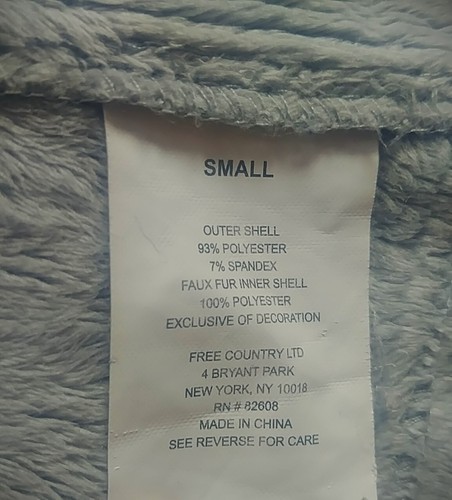 SMALL
OUTER SHELL
93% POLYESTER
7% SPANDEX
FAUX FUR INNER SHELL
100% POLYESTER
EXCLUSIVE OF DECORATION
FREE COUNTRY LTD
4 BRYANT PARK
NEW YORK, NY 10018
RN # 82608
MADE IN CHINA
SEE REVERSE FOR CARE